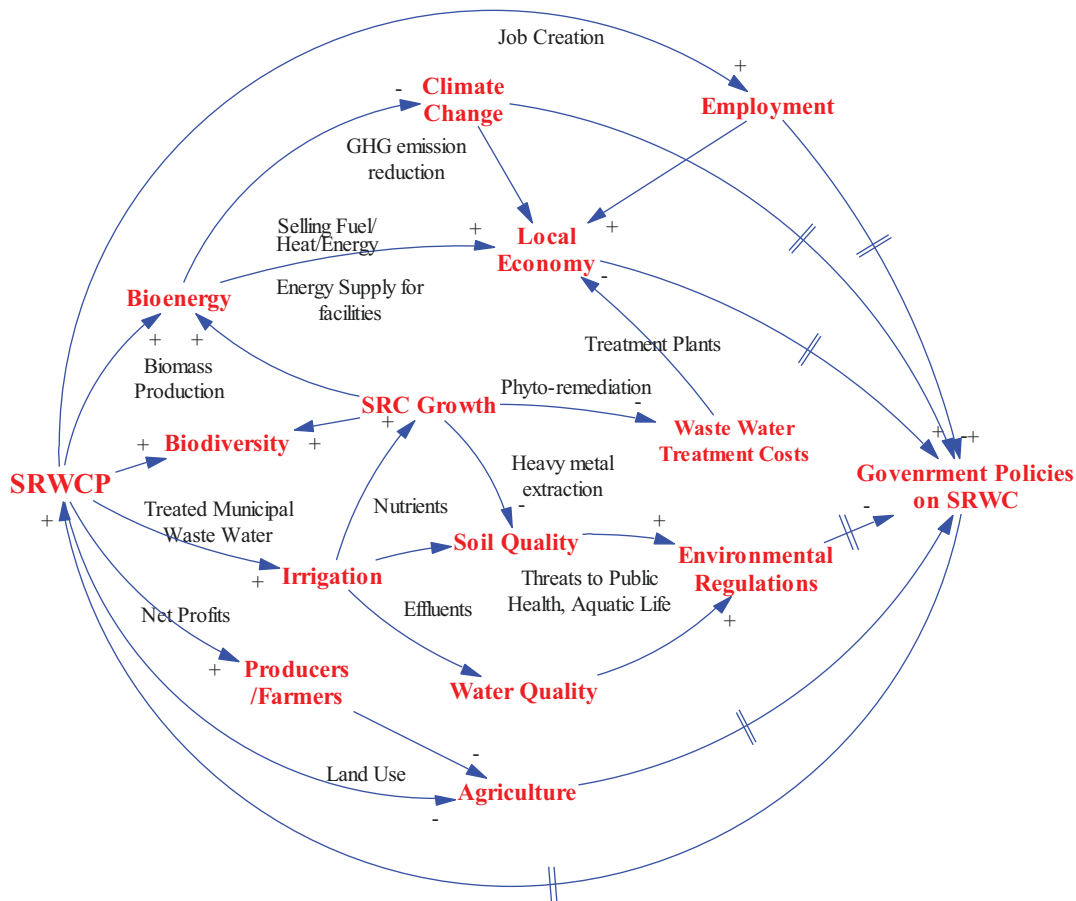 Job Creation
+
-
Climate
Change
Employment
GHG emission
reduction
Selling Fuel/
Heat/Energy
+
+
Local
Economy
-
Bioenergy
Energy Supply for
facilities
+
+
Biomass
Production
Treatment Plants
Phyto-remediation
-
SRC Growth
+
Waste Water
Treatment Costs
+
-+
+
Biodiversity
+
SRWCP
+
Heavy metal
extraction
Govenrment Policies
on SRWC
Treated Municipal
Waste Water
Nutrients
-
+
-
Soil Quality
Environmental
Regulations
+
Irrigation
Threats to Public
Health, Aquatic Life
Effluents
+
Net Profits
+
Producers
/Farmers
Water Quality
-
Land Use
Agriculture
-